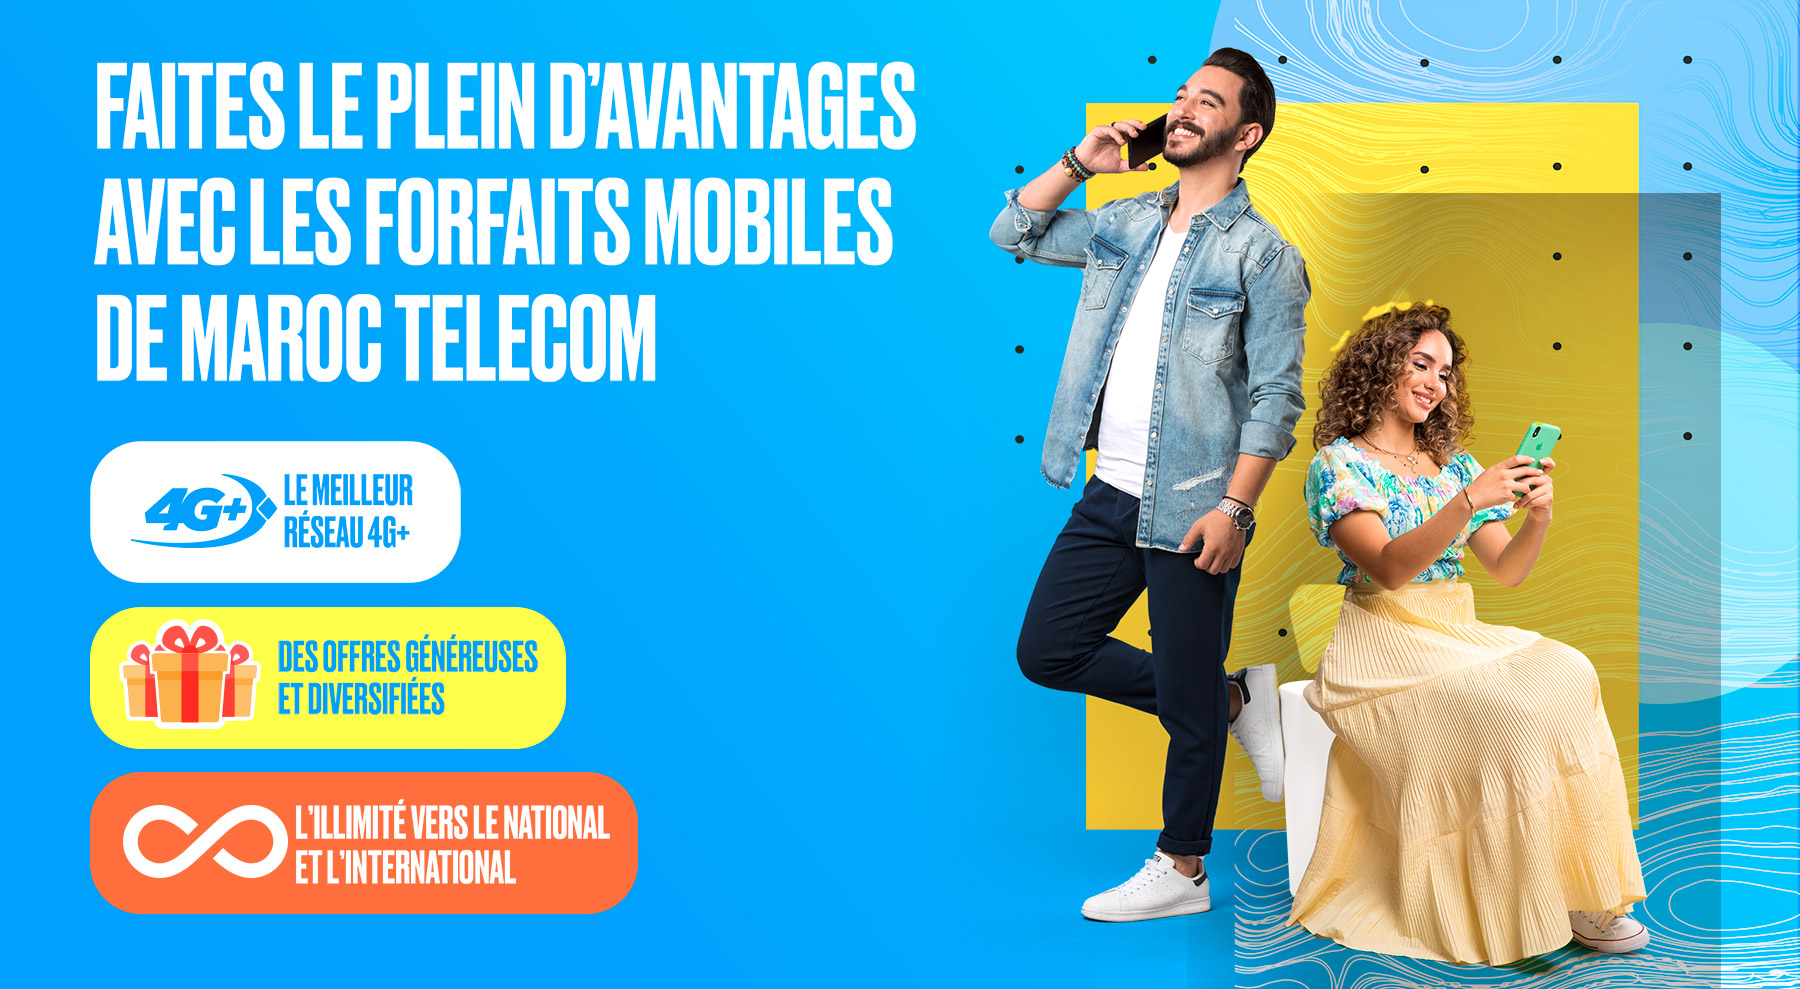 FAITES LE PLEIN D'AVANTAGES
AVEC LES FORFAITS MOBILES
DE MAROC TELECOM
4G+
LE MEILLEUR
RÉSEAU 4G+
DES OFFRES GÉNÉREUSES
ET DIVERSIFIÉES
L'ILLIMITÉ VERS LE NATIONAL
ET L'INTERNATIONAL